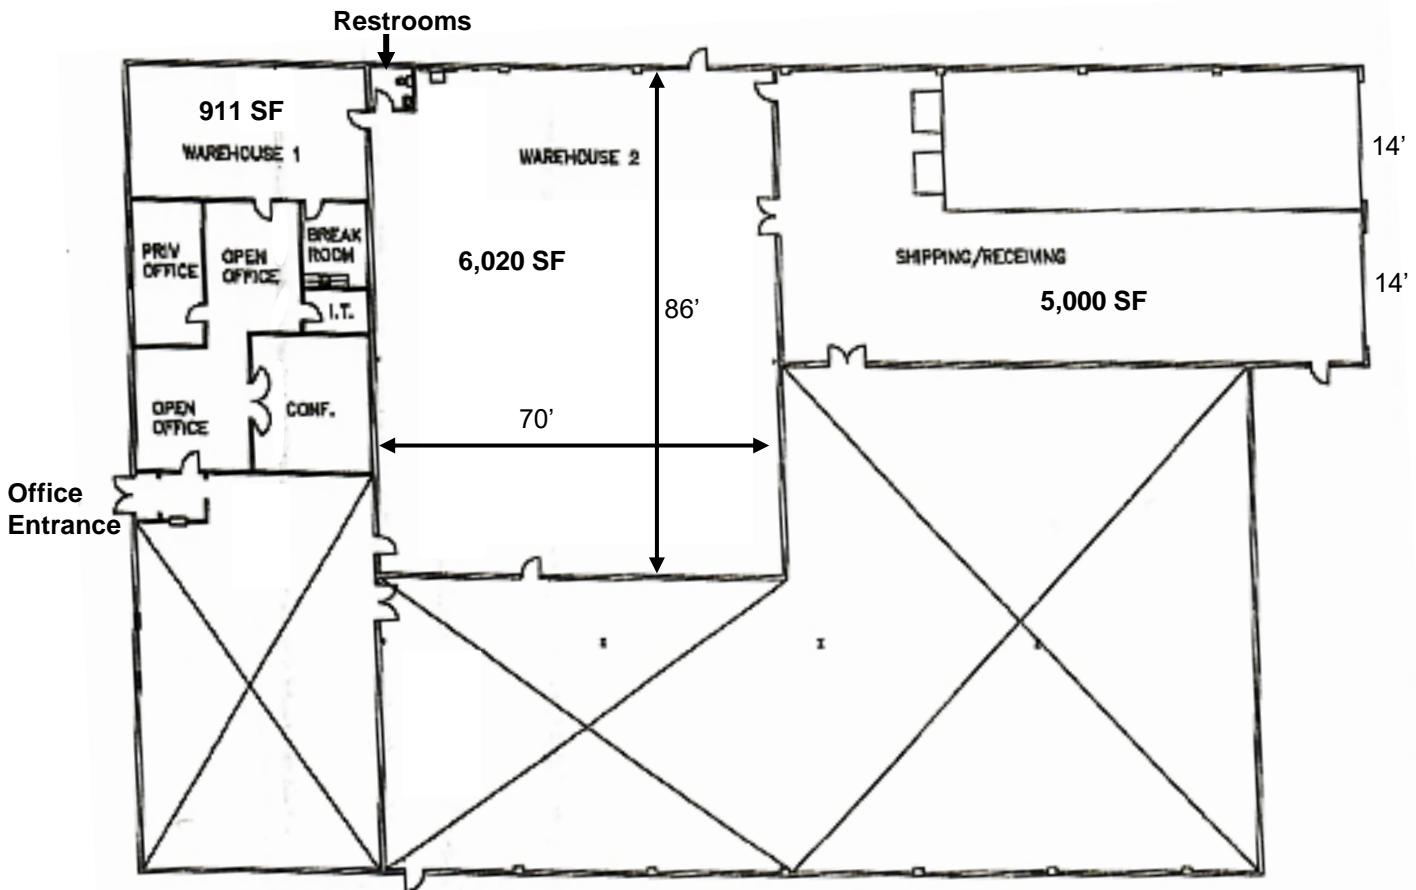 Restrooms
911 SF
WAREHOUSE 1
WAREHOUSE 2
14'
PRIV
OFFICE
OPEN
OFFICE
BREAK
ROOM
6,020 SF
SHIPPING/RECEIVING
14'
5,000 SF
I.T.
86'
OPEN
OFFICE
CONF.
70'
Office
Entrance